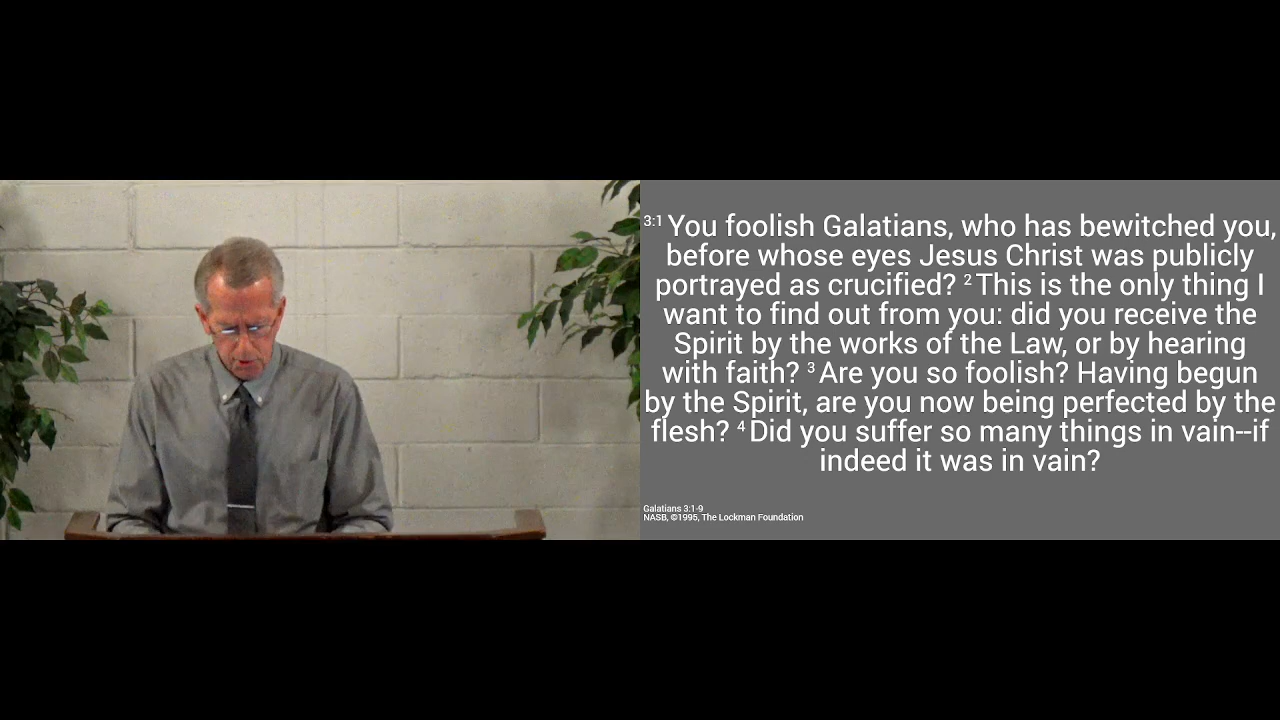 3:1 You foolish Galatians, who has bewitched you,
before whose eyes Jesus Christ was publicly
portrayed as crucified? 2 This is the only thing I
want to find out from you: did you receive the
Spirit by the works of the Law, or by hearing
with faith? 3 Are you so foolish? Having begun
by the Spirit, are you now being perfected by the
flesh? 4 Did you suffer so many things in vain--if
indeed it was in vain?
Galatians 3:1-9
NASB, ©1995, The Lockman Foundation